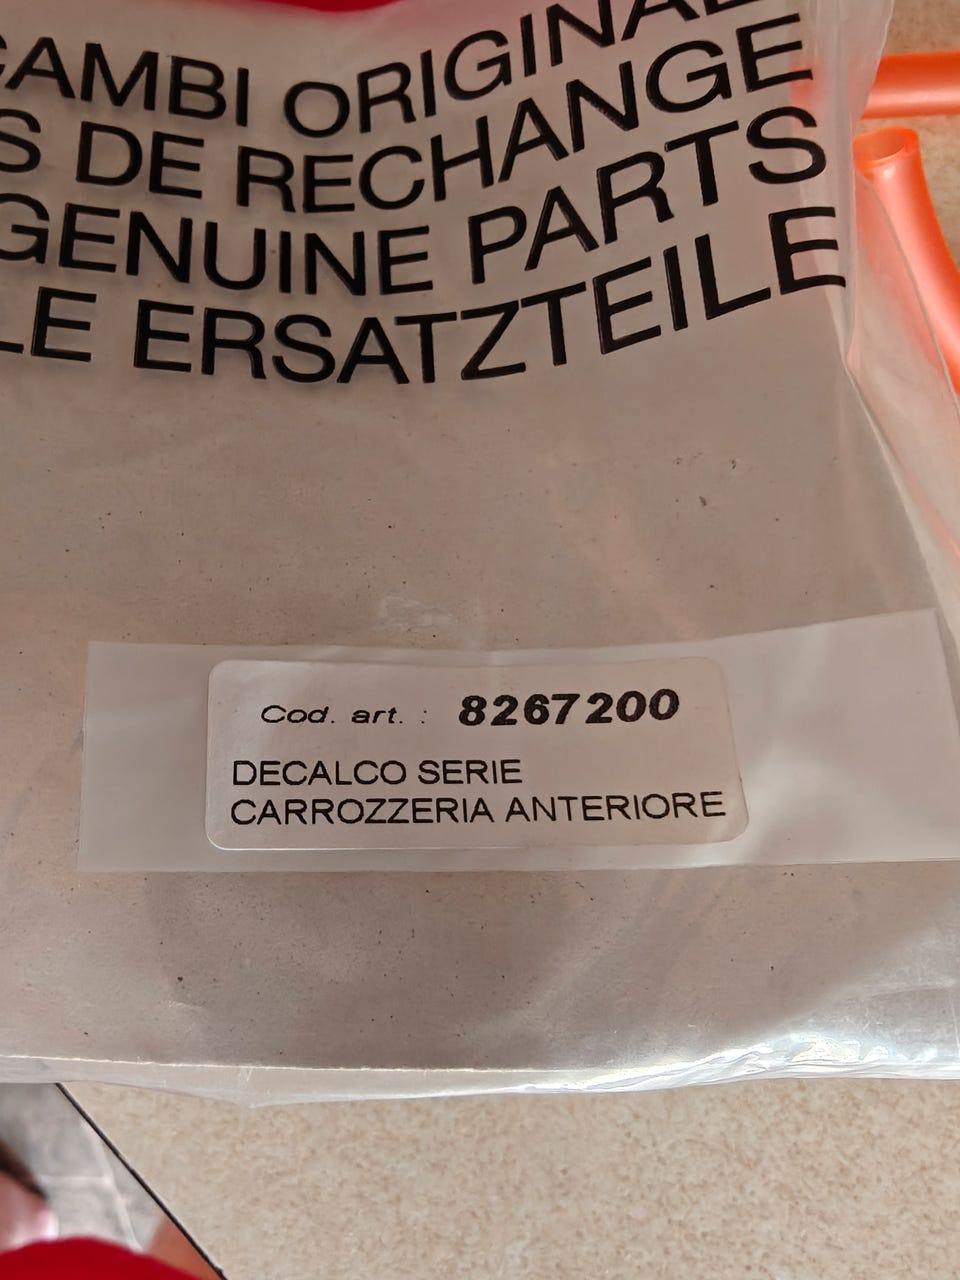 CAMBI ORIGINAL
S DE RECHANGE
GENUINE PARTS
LE ERSATZTEILE
Cod. art. : 8267200
DECALCO SERIE
CARROZZERIA ANTERIORE